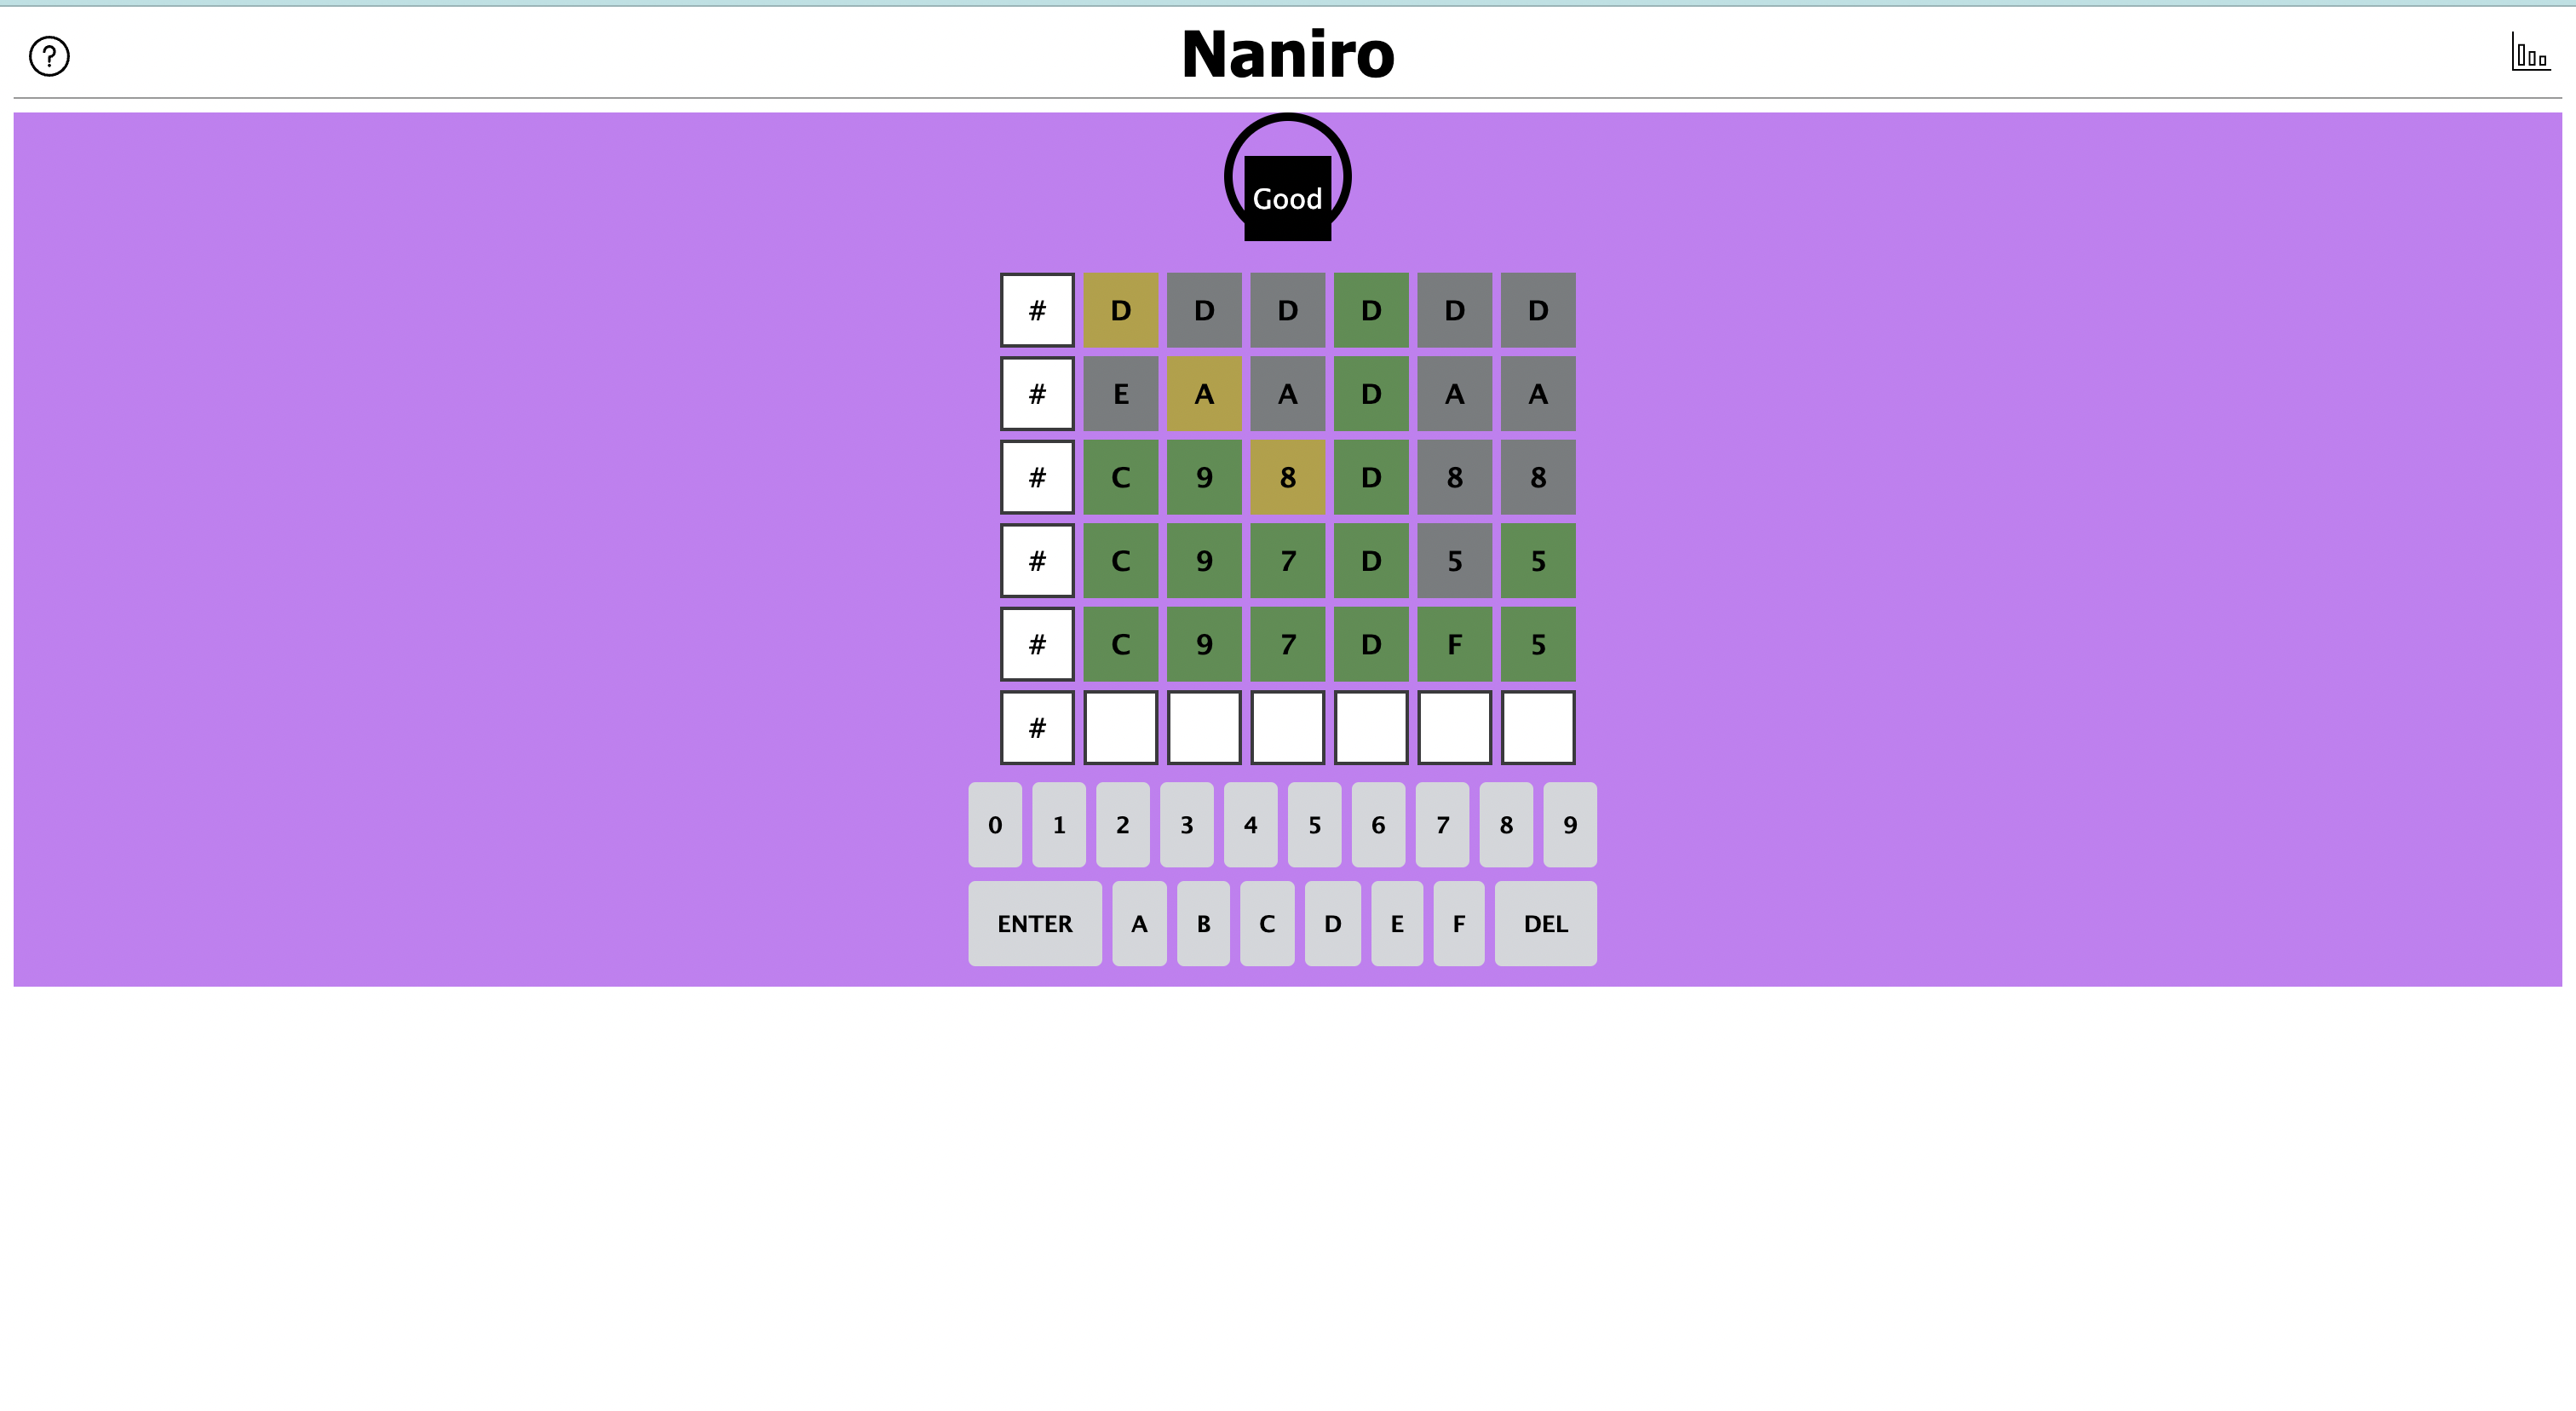 ?
Naniro
Good
# D D D D D D
# E A A D A A
# C 9 8 D 8 8
# C 9 7 D 5 5
# C 9 7 D F 5
#
0 1 2 3 4 5 6 7 8 9
ENTER A B C D E F DEL